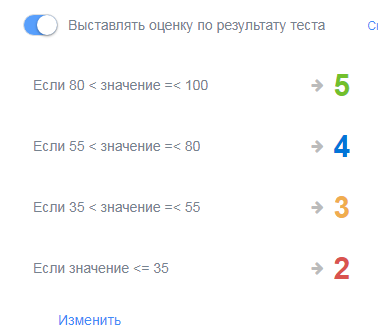 Выставлять оценку по результату теста
Если 80 < значение =< 100 → 5
Если 55 < значение =< 80 → 4
Если 35 < значение =< 55 → 3
Если значение <= 35 → 2
Изменить